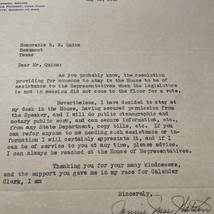 Honorable H. R. Quinn
Beaumont
Texas
Dear Mr. Quinn:
As you probably know, the resolution
providing for someone to stay in the House to be of
assistance to the Representatives when the Legislature
is not in session did not come to the floor for a vote.
Nevertheless, I have decided to stay at
my desk in the House, having secured permission from
the Speaker, and I will do public stenographic and
notary public work, and can secure information, etc.,
from any State Department, copy bills, etc. If you
can refer anyone to me needing such assistance or in-
formation I will certainly appreciate it, and if I
can be of service to you at any time, please advise,
I can always be reached at the House of Representatives.
Thanking you for your many kindnesses,
and the support you gave me in my race for Calendar
Clerk, I am
Sincerely,